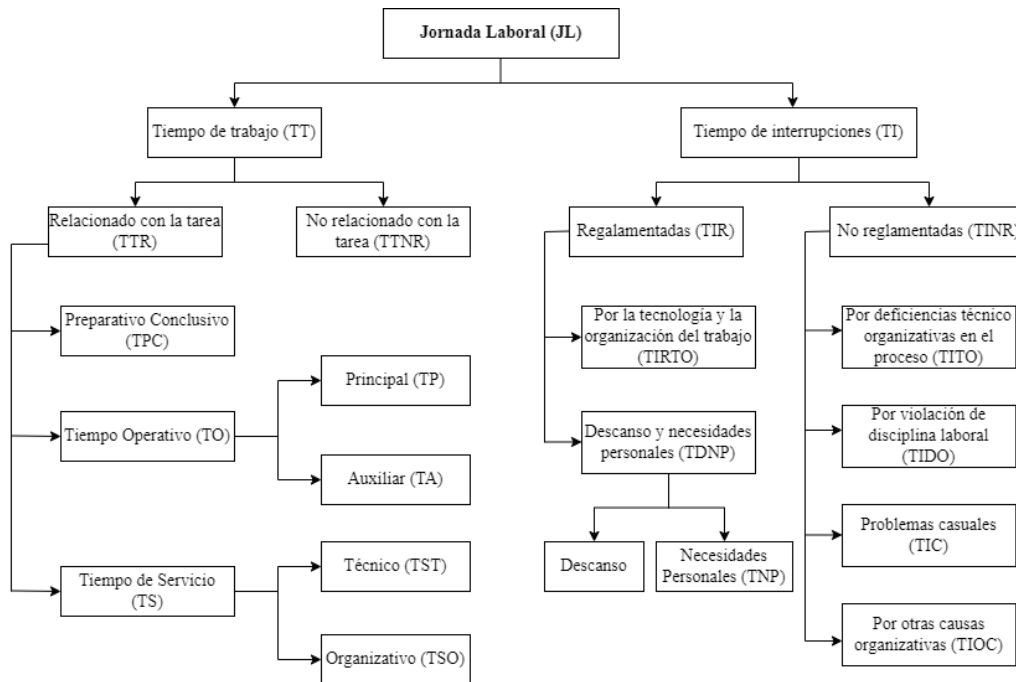 Jornada Laboral (JL)
Tiempo de trabajo (TT)
Tiempo de interrupciones (TI)
Relacionado con la tarea
(TTR)
No relacionado con la
tarea (TTNR)
Regalamentadas (TIR)
No reglamentadas (TINR)
Preparativo Conclusivo
(TPC)
Por la tecnología y la
organización del trabajo
(TIRTO)
Por deficiencias técnico
organizativas en el
proceso (TITO)
Principal (TP)
Tiempo Operativo (TO)
Descanso y necesidades
personales (TDNP)
Por violación de
disciplina laboral
(TIDO)
Auxiliar (TA)
Problemas casuales
(TIC)
Técnico (TST)
Descanso
Necesidades
Personales (TNP)
Tiempo de Servicio
(TS)
Por otras causas
organizativas (TIOC)
Organizativo (TSO)